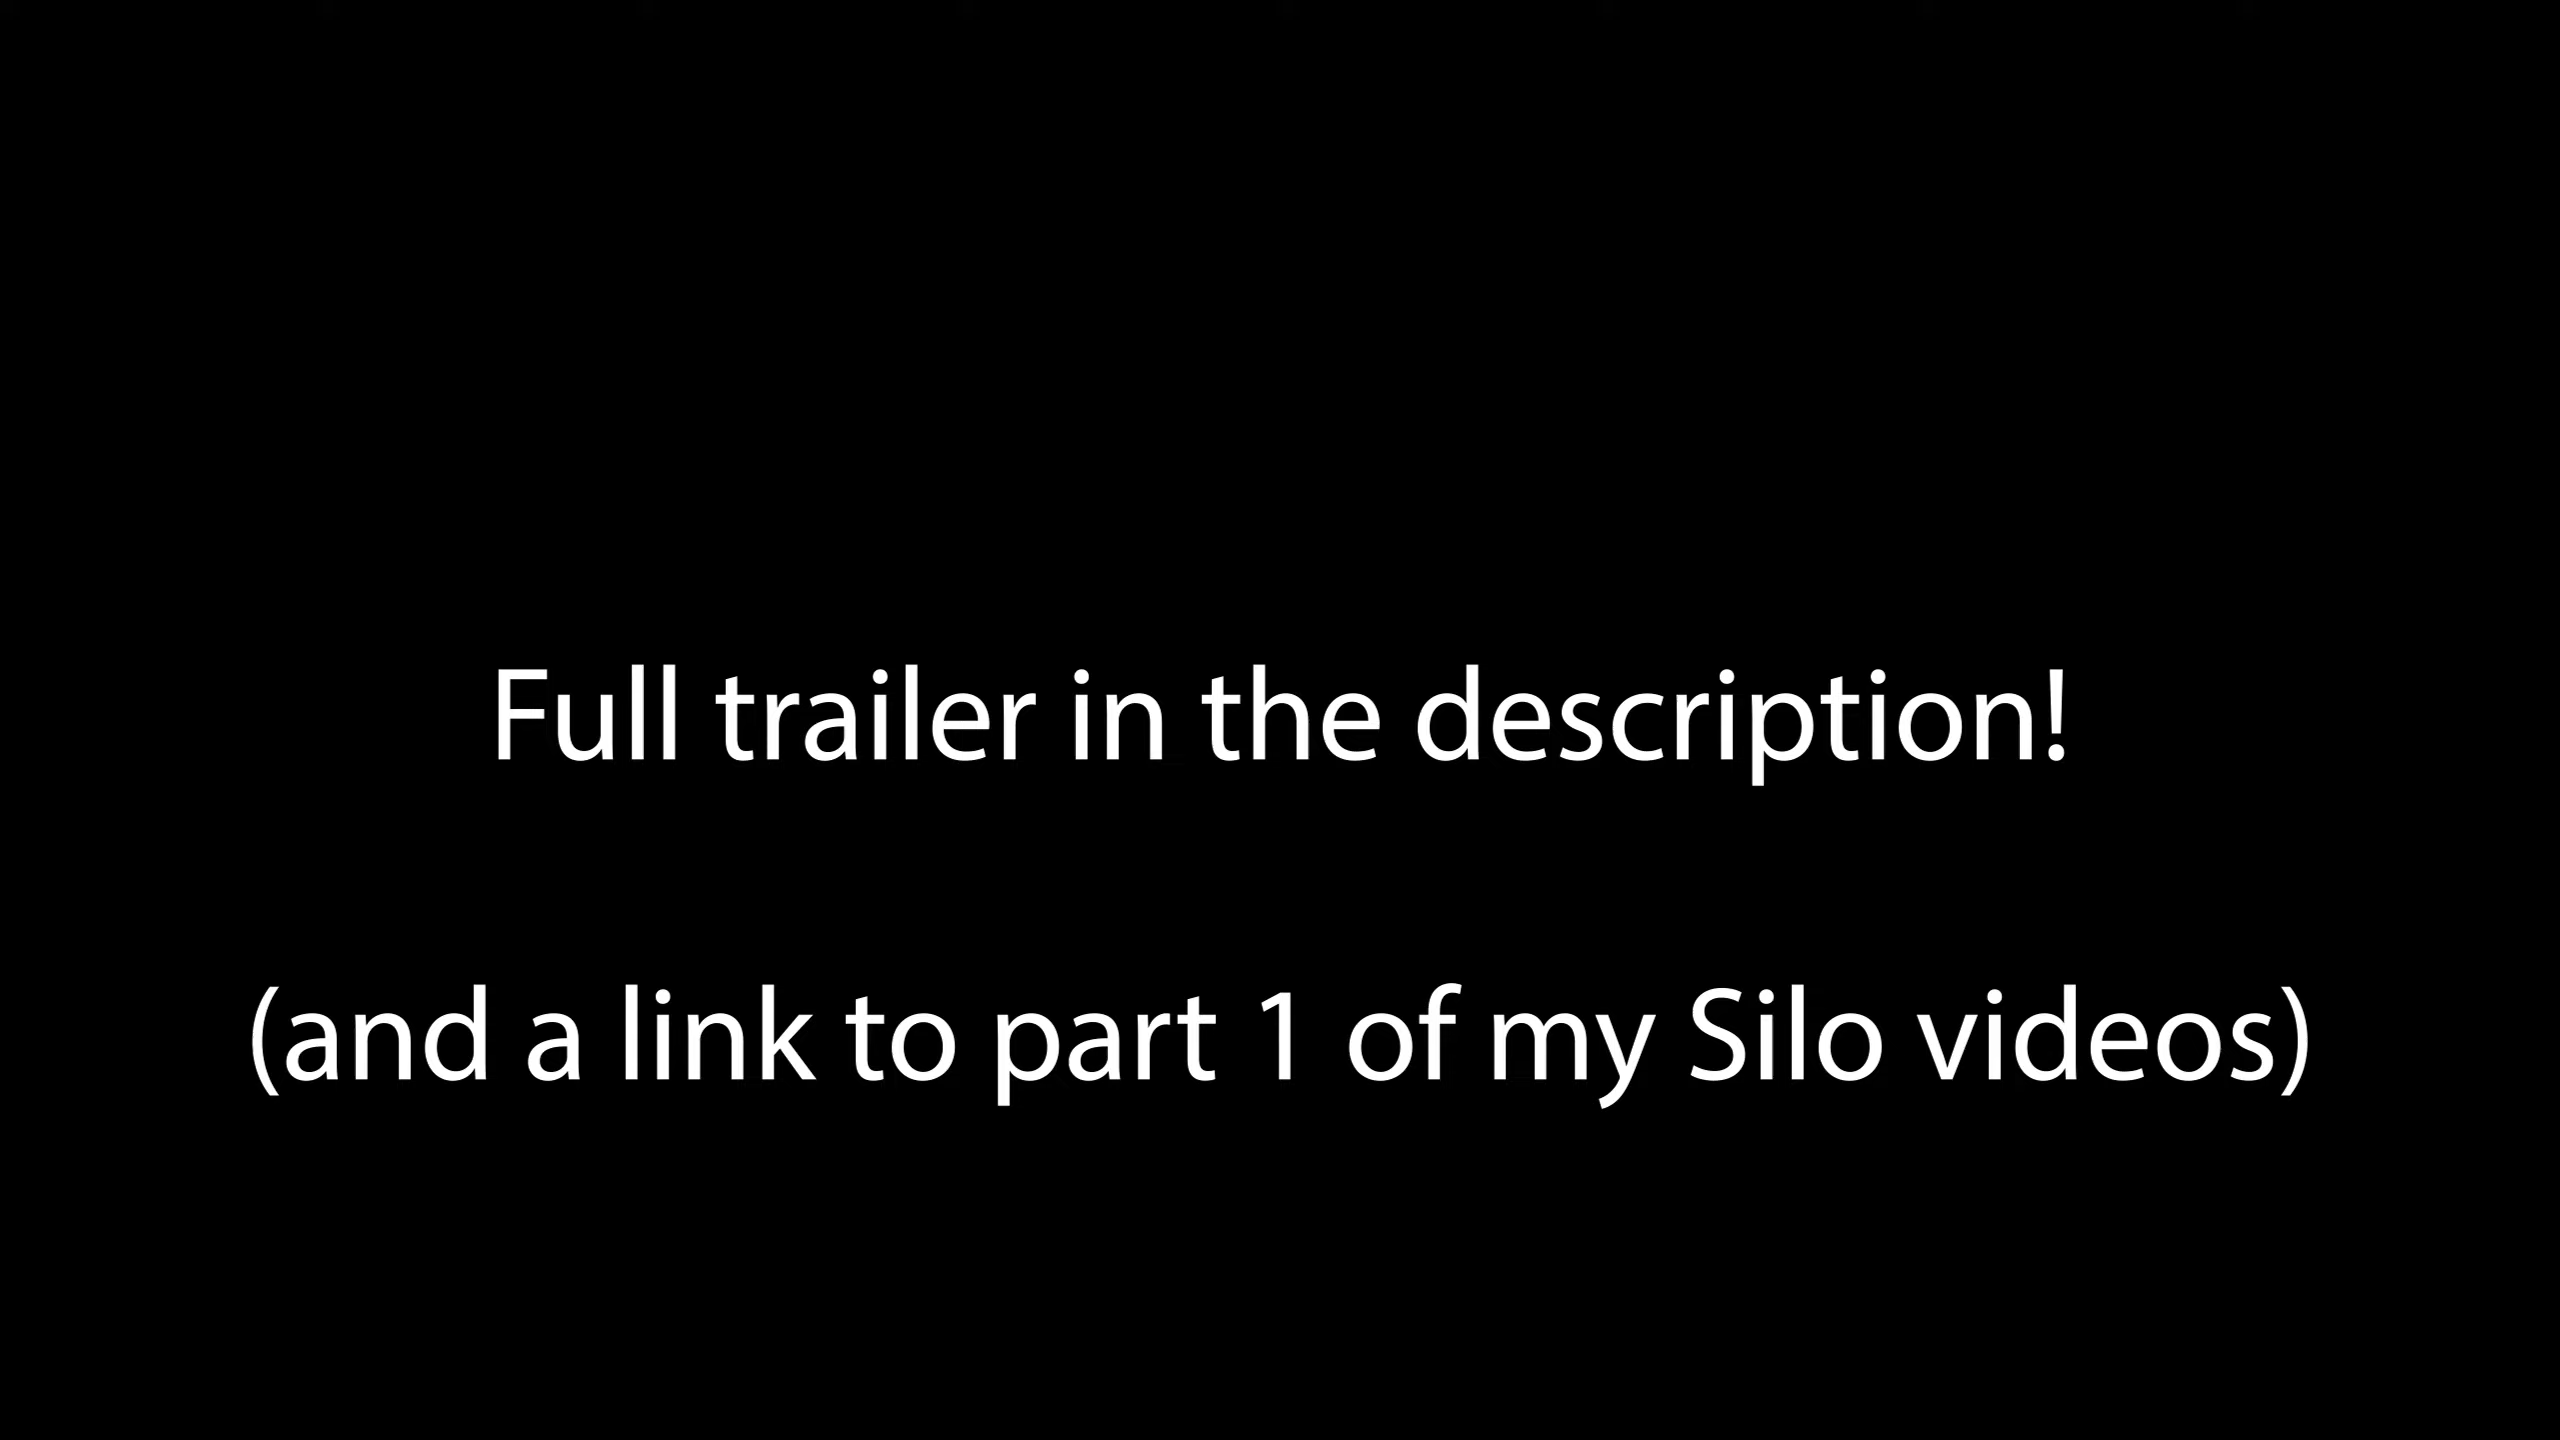 Full trailer in the description!
(and a link to part 1 of my Silo videos)